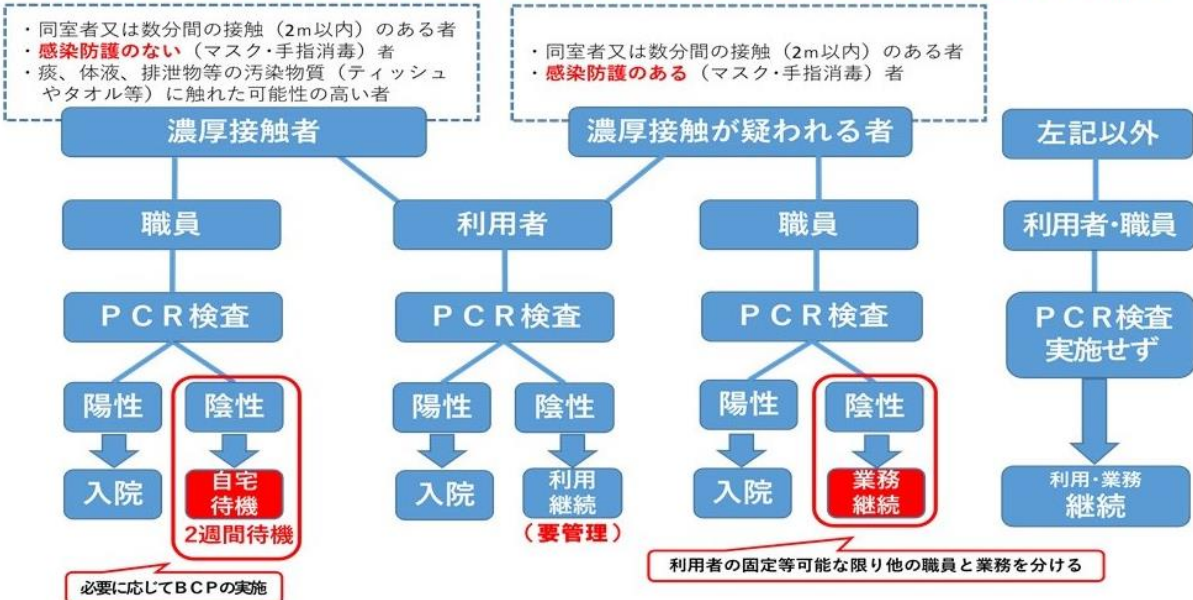 ・同室者又は数分間の接触（2m以内）のある者
・感染防護のない（マスク・手指消毒）者
・痰、体液、排泄物等の汚染物質（ティッシュ
やタオル等）に触れた可能性の高い者
・同室者又は数分間の接触（2m以内）のある者
・感染防護のある（マスク・手指消毒）者
濃厚接触者
濃厚接触が疑われる者
左記以外
職員
利用者
職員
利用者・職員
ＰＣＲ検査
ＰＣＲ検査
ＰＣＲ検査
ＰＣＲ検査
実施せず
陽性
陰性
陽性
陰性
陽性
陰性
入院
自宅
待機
2週間待機
入院
利用
継続
（要管理）
入院
業務
継続
利用・業務
継続
必要に応じてＢＣＰの実施
利用者の固定等可能な限り他の職員と業務を分ける